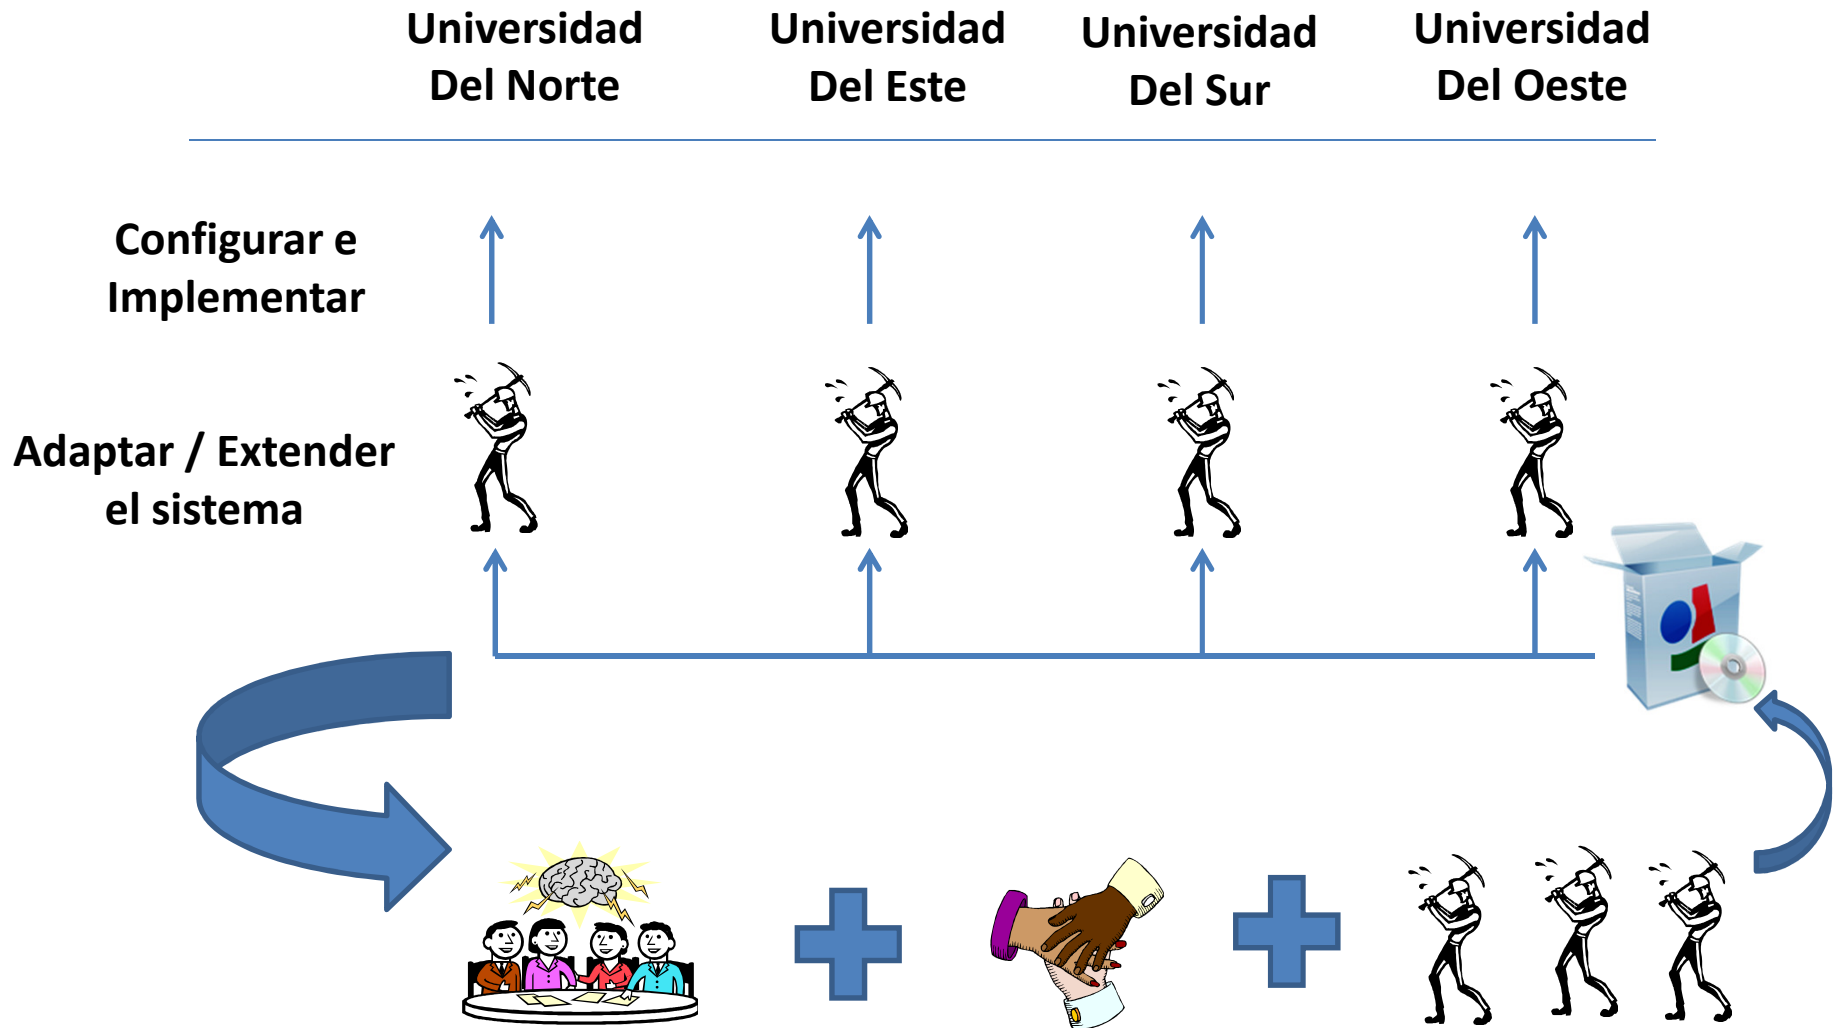 Universidad
Del Norte
Universidad
Del Este
Universidad
Del Sur
Universidad
Del Oeste
Configurar e
Implementar
Adaptar / Extender
el sistema